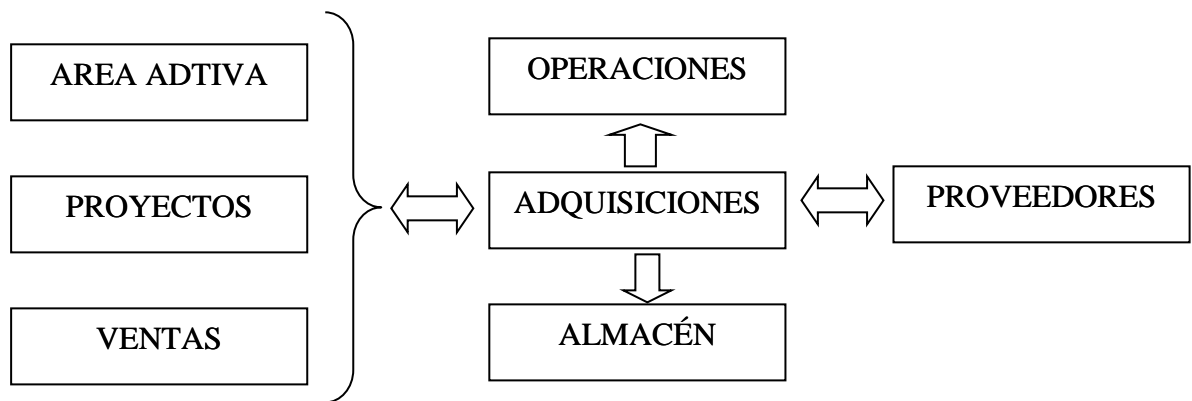 AREA ADTIVA
PROYECTOS
VENTAS
OPERACIONES
ADQUISICIONES
ALMACÉN
PROVEEDORES